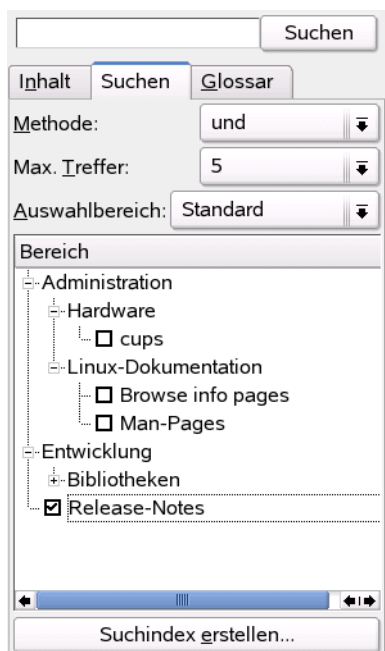 Suchen
Inhalt Suchen Glossar
Methode: und
Max. Treffer: 5
Auswahlbereich: Standard
Bereich
Administration
Hardware
cups
Linux-Dokumentation
Browse info pages
Man-Pages
Entwicklung
Bibliotheken
Release-Notes
Suchindex erstellen...